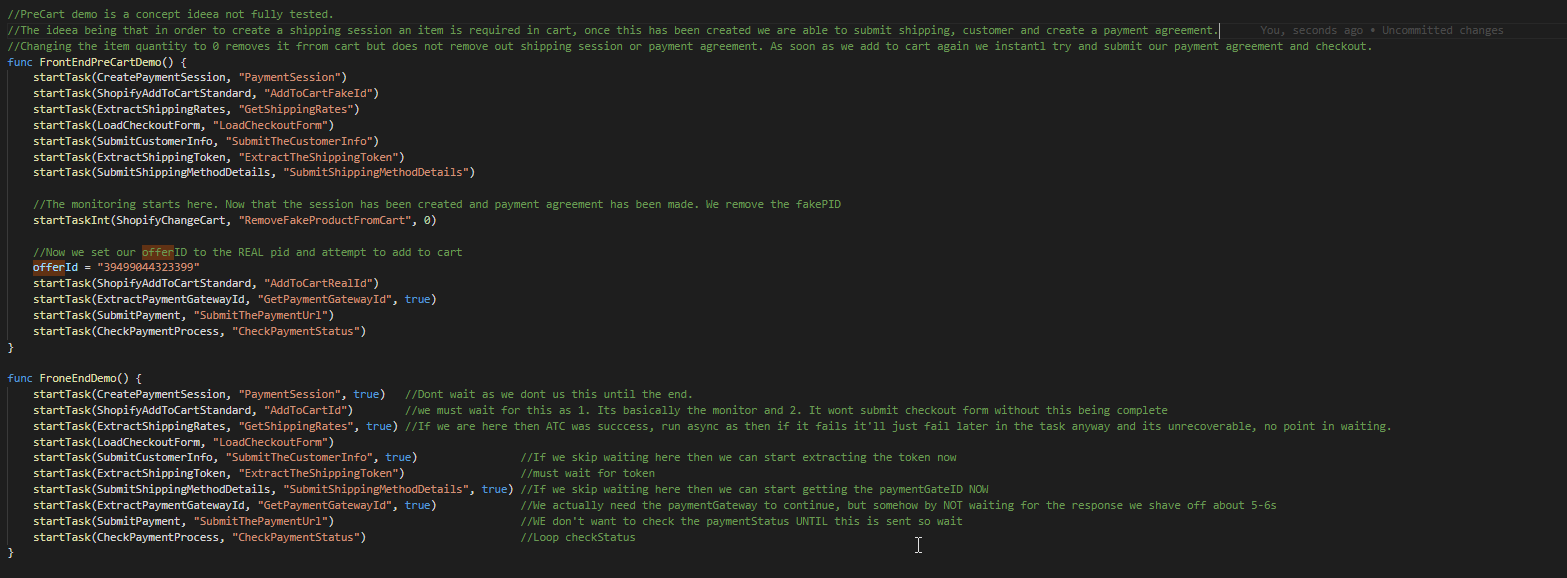 //PreCart demo is a concept ideea not fully tested.
//The ideea being that in order to create a shipping session an item is required in cart, once this has been created we are able to submit shipping, customer and create a payment agreement. You, seconds ago • Uncommitted changes
//Changing the item quantity to 0 removes it frrom cart but does not remove out shipping session or payment agreement. As soon as we add to cart again we instantl try and submit our payment agreement and checkout.
func FrontEndPreCartDemo() {
    startTask(CreatePaymentSession, "PaymentSession")
    startTask(ShopifyAddToCartStandard, "AddToCartFakeId")
    startTask(ExtractShippingRates, "GetShippingRates")
    startTask(LoadCheckoutForm, "LoadCheckoutForm")
    startTask(SubmitCustomerInfo, "SubmitTheCustomerInfo")
    startTask(ExtractShippingToken, "ExtractTheShippingToken")
    startTask(SubmitShippingMethodDetails, "SubmitShippingMethodDetails")
    //The monitoring starts here. Now that the session has been created and payment agreement has been made. We remove the fakePID
    startTaskInt(ShopifyChangeCart, "RemoveFakeProductFromCart", 0)
    //Now we set our offerID to the REAL pid and attempt to add to cart
    offerId = "39499044323399"
    startTask(ShopifyAddToCartStandard, "AddToCartRealId")
    startTask(ExtractPaymentGatewayId, "GetPaymentGatewayId", true)
    startTask(SubmitPayment, "SubmitThePaymentUrl")
    startTask(CheckPaymentProcess, "CheckPaymentStatus")
}
func FroneEndDemo() {
    startTask(CreatePaymentSession, "PaymentSession", true) //Dont wait as we dont us this until the end.
    startTask(ShopifyAddToCartStandard, "AddToCartId") //we must wait for this as 1. Its basically the monitor and 2. It wont submit checkout form without this being complete
    startTask(ExtractShippingRates, "GetShippingRates", true) //If we are here then ATC was succcess, run async as then if it fails it'll just fail later in the task anyway and its unrecoverable, no point in waiting.
    startTask(LoadCheckoutForm, "LoadCheckoutForm")
    startTask(SubmitCustomerInfo, "SubmitTheCustomerInfo", true) //If we skip waiting here then we can start extracting the token now
    startTask(ExtractShippingToken, "ExtractTheShippingToken") //must wait for token
    startTask(SubmitShippingMethodDetails, "SubmitShippingMethodDetails", true) //If we skip waiting here then we can start getting the paymentGateID NOW
    startTask(ExtractPaymentGatewayId, "GetPaymentGatewayId", true) //We actually need the paymentGateway to continue, but somehow by NOT waiting for the response we shave off about 5-6s
    startTask(SubmitPayment, "SubmitThePaymentUrl") //WE don't want to check the paymentStatus UNTIL this is sent so wait
    startTask(CheckPaymentProcess, "CheckPaymentStatus") //Loop checkStatus
}